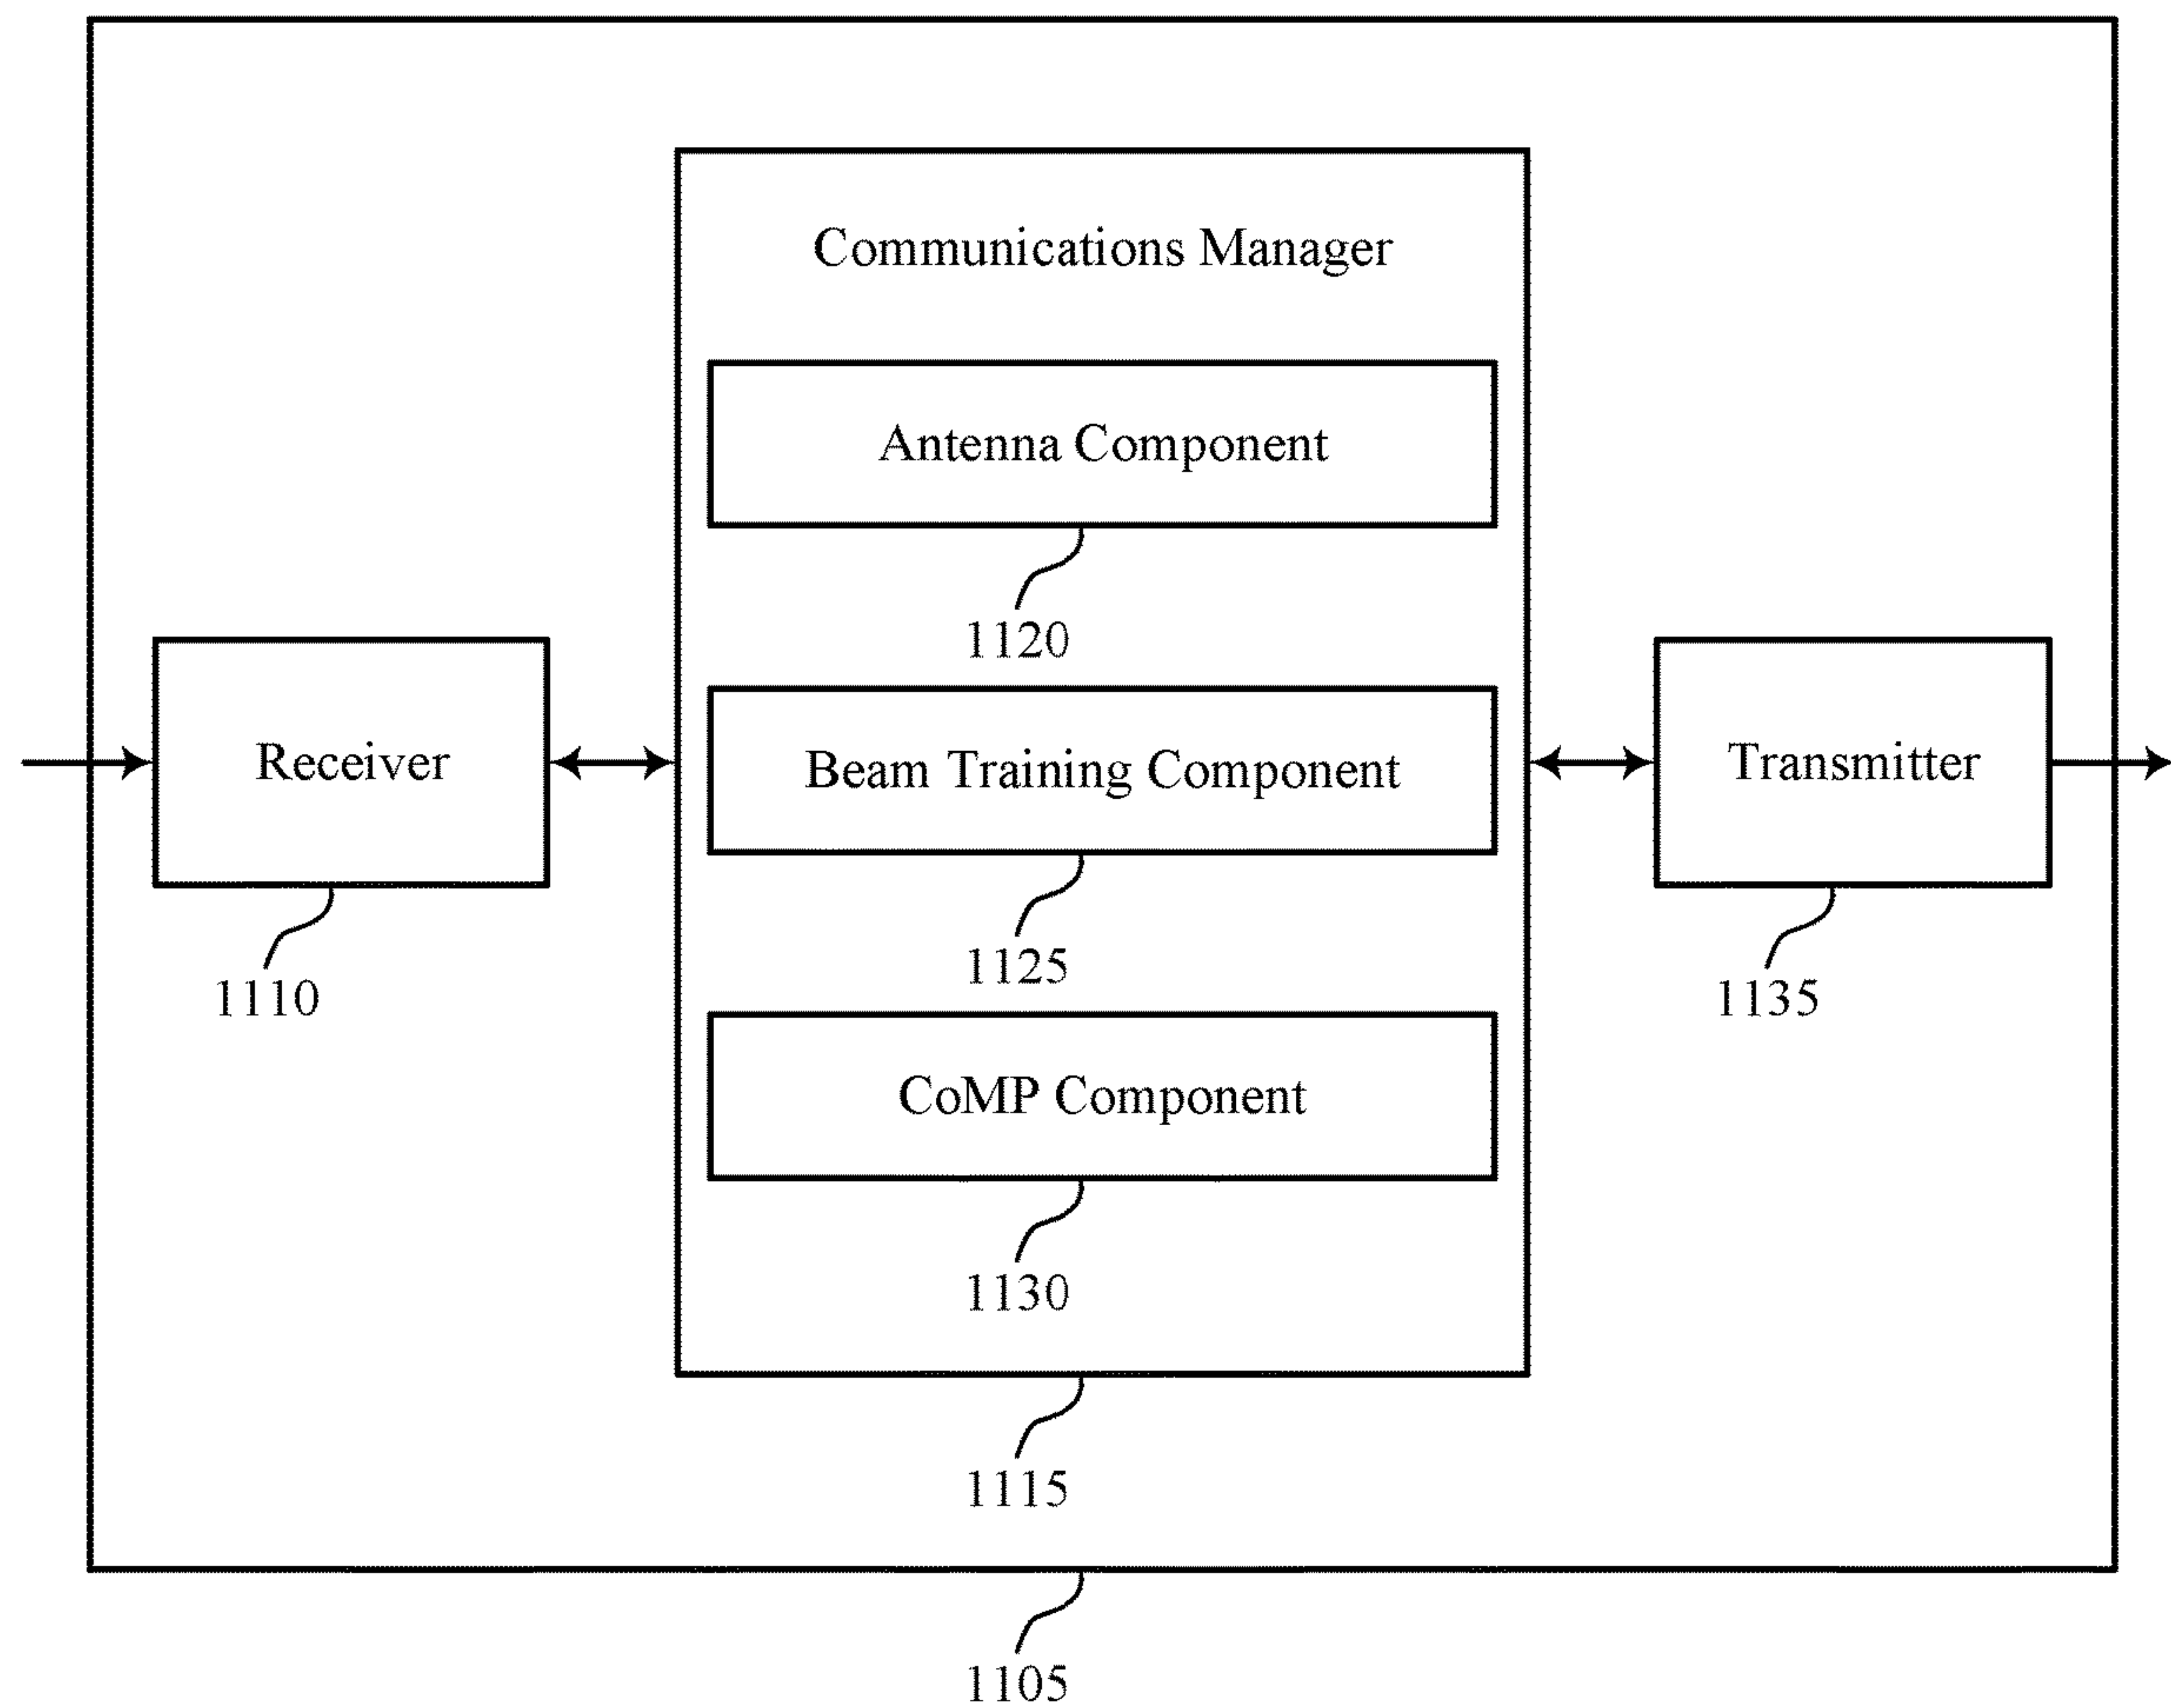 Communications Manager
Antenna Component
1120
Receiver
Beam Training Component
Transmitter
1125
1110
1135
CoMP Component
1130
1115
1105